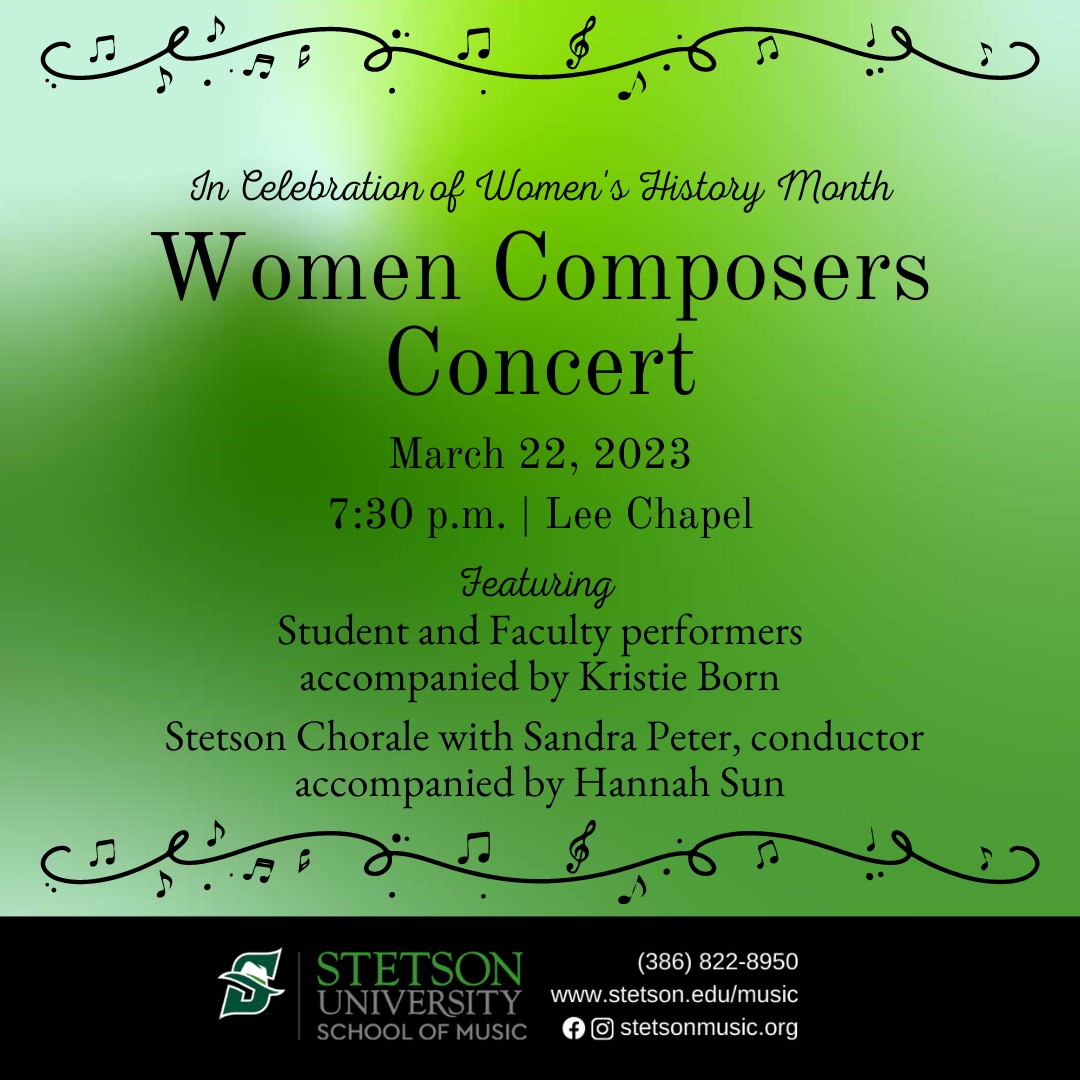 In Celebration of Women's History Month
Women Composers
Concert
March 22, 2023
7:30 p.m. | Lee Chapel
Featuring
Student and Faculty performers
accompanied by Kristie Born
Stetson Chorale with Sandra Peter, conductor
accompanied by Hannah Sun
S
STETSON
UNIVERSITY
SCHOOL OF MUSIC
(386) 822-8950
www.stetson.edu/music
stetsonmusic.org